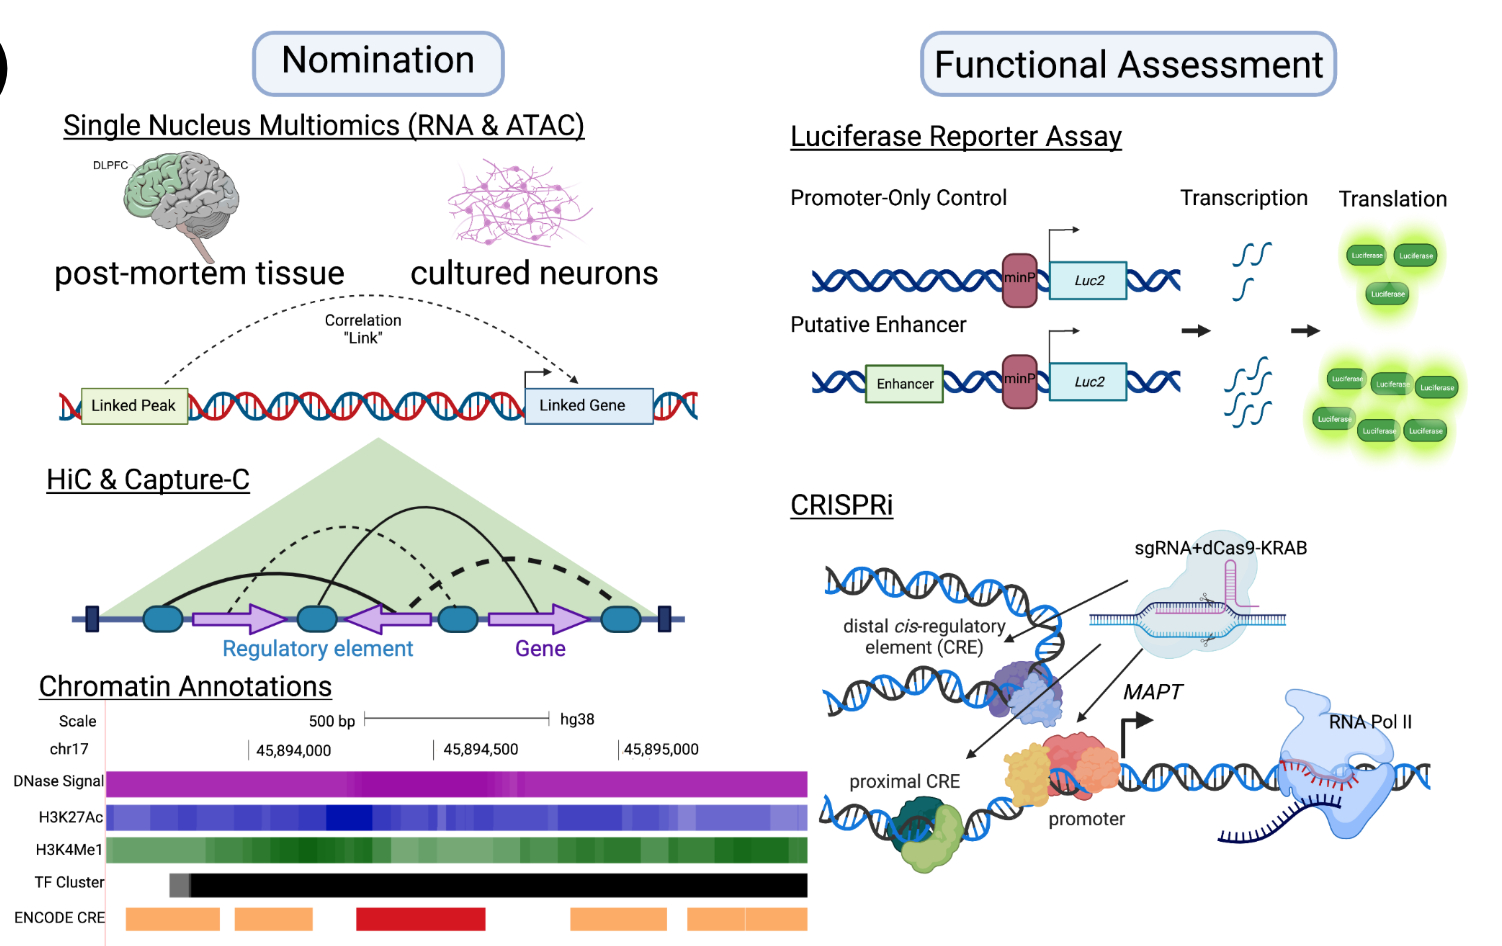 Nomination
Single Nucleus Multiomics (RNA & ATAC)
DLPFC
post-mortem tissue
cultured neurons
Correlation
"Link"
Linked Peak
Linked Gene
HiC & Capture-C
Regulatory element
Gene
Chromatin Annotations
Scale
500 bp
hg38
chr17
45,894,000
45,894,500
45,895,000
DNase Signal
H3K27Ac
H3K4Me1
TF Cluster
ENCODE CRE
Functional Assessment
Luciferase Reporter Assay
Promoter-Only Control
Transcription
Translation
minP
Luc2
Luciferase
Luciferase
Luciferase
Putative Enhancer
Enhancer
minP
Luc2
Luciferase
Luciferase
Luciferase
Luciferase
Luciferase
Luciferase
CRISPRi
sgRNA+dCas9-KRAB
distal cis-regulatory
element (CRE)
MAPT
RNA Pol II
proximal CRE
promoter